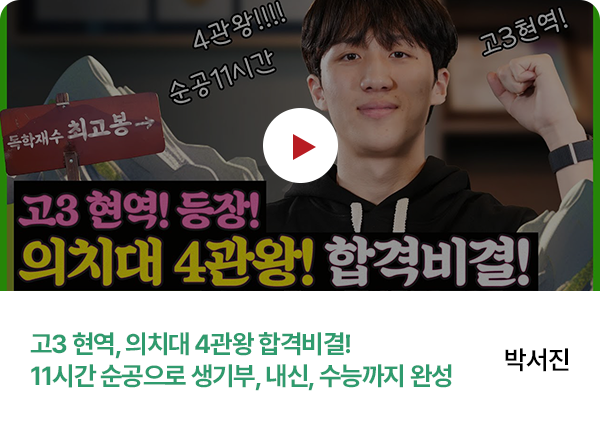 4관왕!!!!
순공11시간
고3현역!
독학재수 최고봉→
고3 현역! 등장!
의치대 4관왕! 합격비결!
고3 현역, 의치대 4관왕 합격비결!
11시간 순공으로 생기부, 내신, 수능까지 완성
박서진